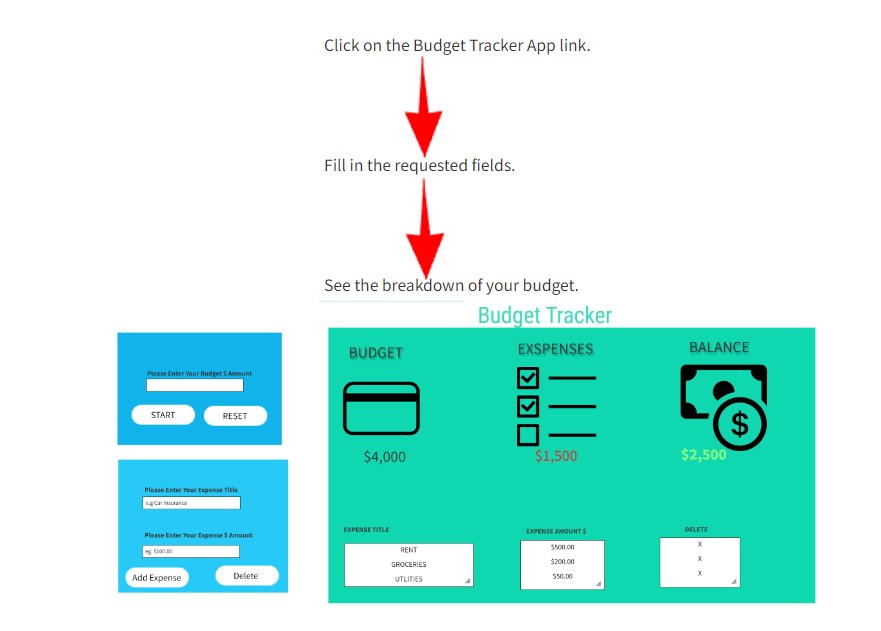 Click on the Budget Tracker App link.
Fill in the requested fields.
See the breakdown of your budget.
Budget Tracker
Please Enter Your Budget $ Amount
START
RESET
Please Enter Your Expense Title
e.g Car Insurance
Please Enter Your Expense $ Amount
eg. $100.00
Add Expense
Delete
BUDGET
EXSPENSES
BALANCE
$
$4,000
$1,500
$2,500
EXPENSE TITLE
EXPENSE AMOUNT $
DELETE
RENT
$500.00
X
GROCERIES
$200.00
X
UTLITIES
$50.00
X